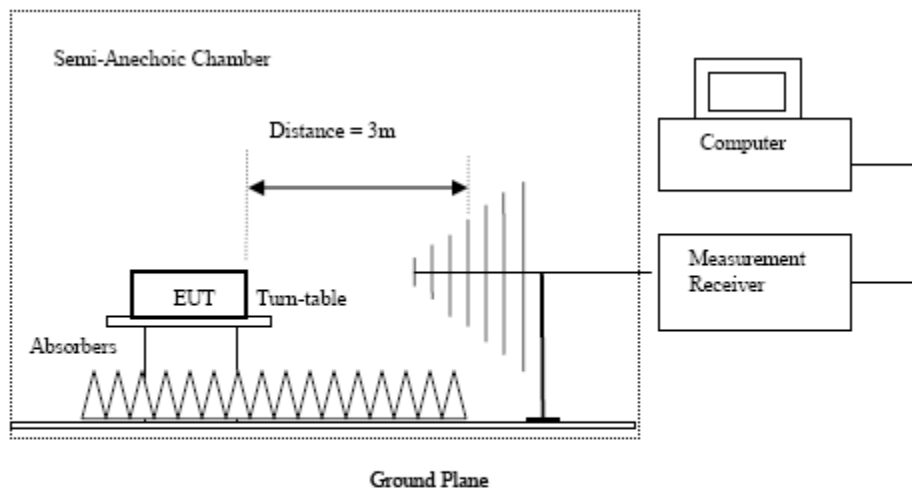 Semi-Anechoic Chamber
Distance = 3m
Computer
Measurement
Receiver
EUT
Turn-table
Absorbers
Ground Plane